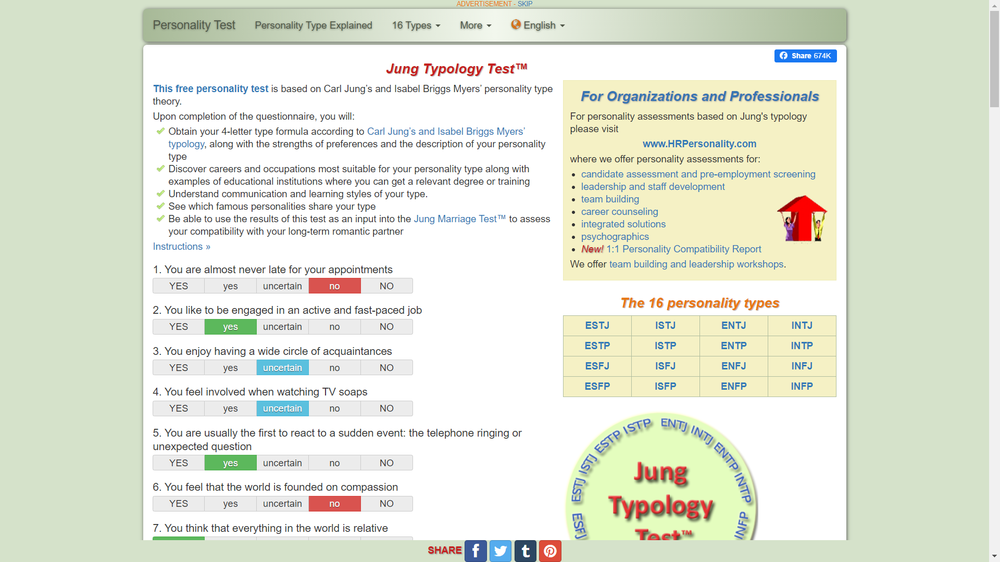 ADVERTISEMENT - SKIP
Personality Test
Personality Type Explained
16 Types
More
English
Share 674K
Jung Typology Test™
This free personality test is based on Carl Jung’s and Isabel Briggs Myers’ personality type
theory.
Upon completion of the questionnaire, you will:
Obtain your 4-letter type formula according to Carl Jung’s and Isabel Briggs Myers’
typology, along with the strengths of preferences and the description of your personality
type
Discover careers and occupations most suitable for your personality type along with
examples of educational institutions where you can get a relevant degree or training
Understand communication and learning styles of your type.
See which famous personalities share your type
Be able to use the results of this test as an input into the Jung Marriage Test™ to assess
your compatibility with your long-term romantic partner
Instructions »
1. You are almost never late for your appointments
YES yes uncertain no NO
2. You like to be engaged in an active and fast-paced job
YES yes uncertain no NO
3. You enjoy having a wide circle of acquaintances
YES yes uncertain no NO
4. You feel involved when watching TV soaps
YES yes uncertain no NO
5. You are usually the first to react to a sudden event: the telephone ringing or
unexpected question
YES yes uncertain no NO
6. You feel that the world is founded on compassion
YES yes uncertain no NO
7. You think that everything in the world is relative
For Organizations and Professionals
For personality assessments based on Jung's typology
please visit
www.HRPersonality.com
where we offer personality assessments for:
candidate assessment and pre-employment screening
leadership and staff development
team building
career counseling
integrated solutions
psychographics
New! 1:1 Personality Compatibility Report
We offer team building and leadership workshops.
The 16 personality types
ESTJ ISTJ ENTJ INTJ
ESTP ISTP ENTP INTP
ESFJ ISFJ ENFJ INFJ
ESFP ISFP ENFP INFP
ESFJ ESTJ ISTJ ESTP ISTP ENTJ INTJ ENTP INTP INFP
Jung
Typology
Test™
SHARE